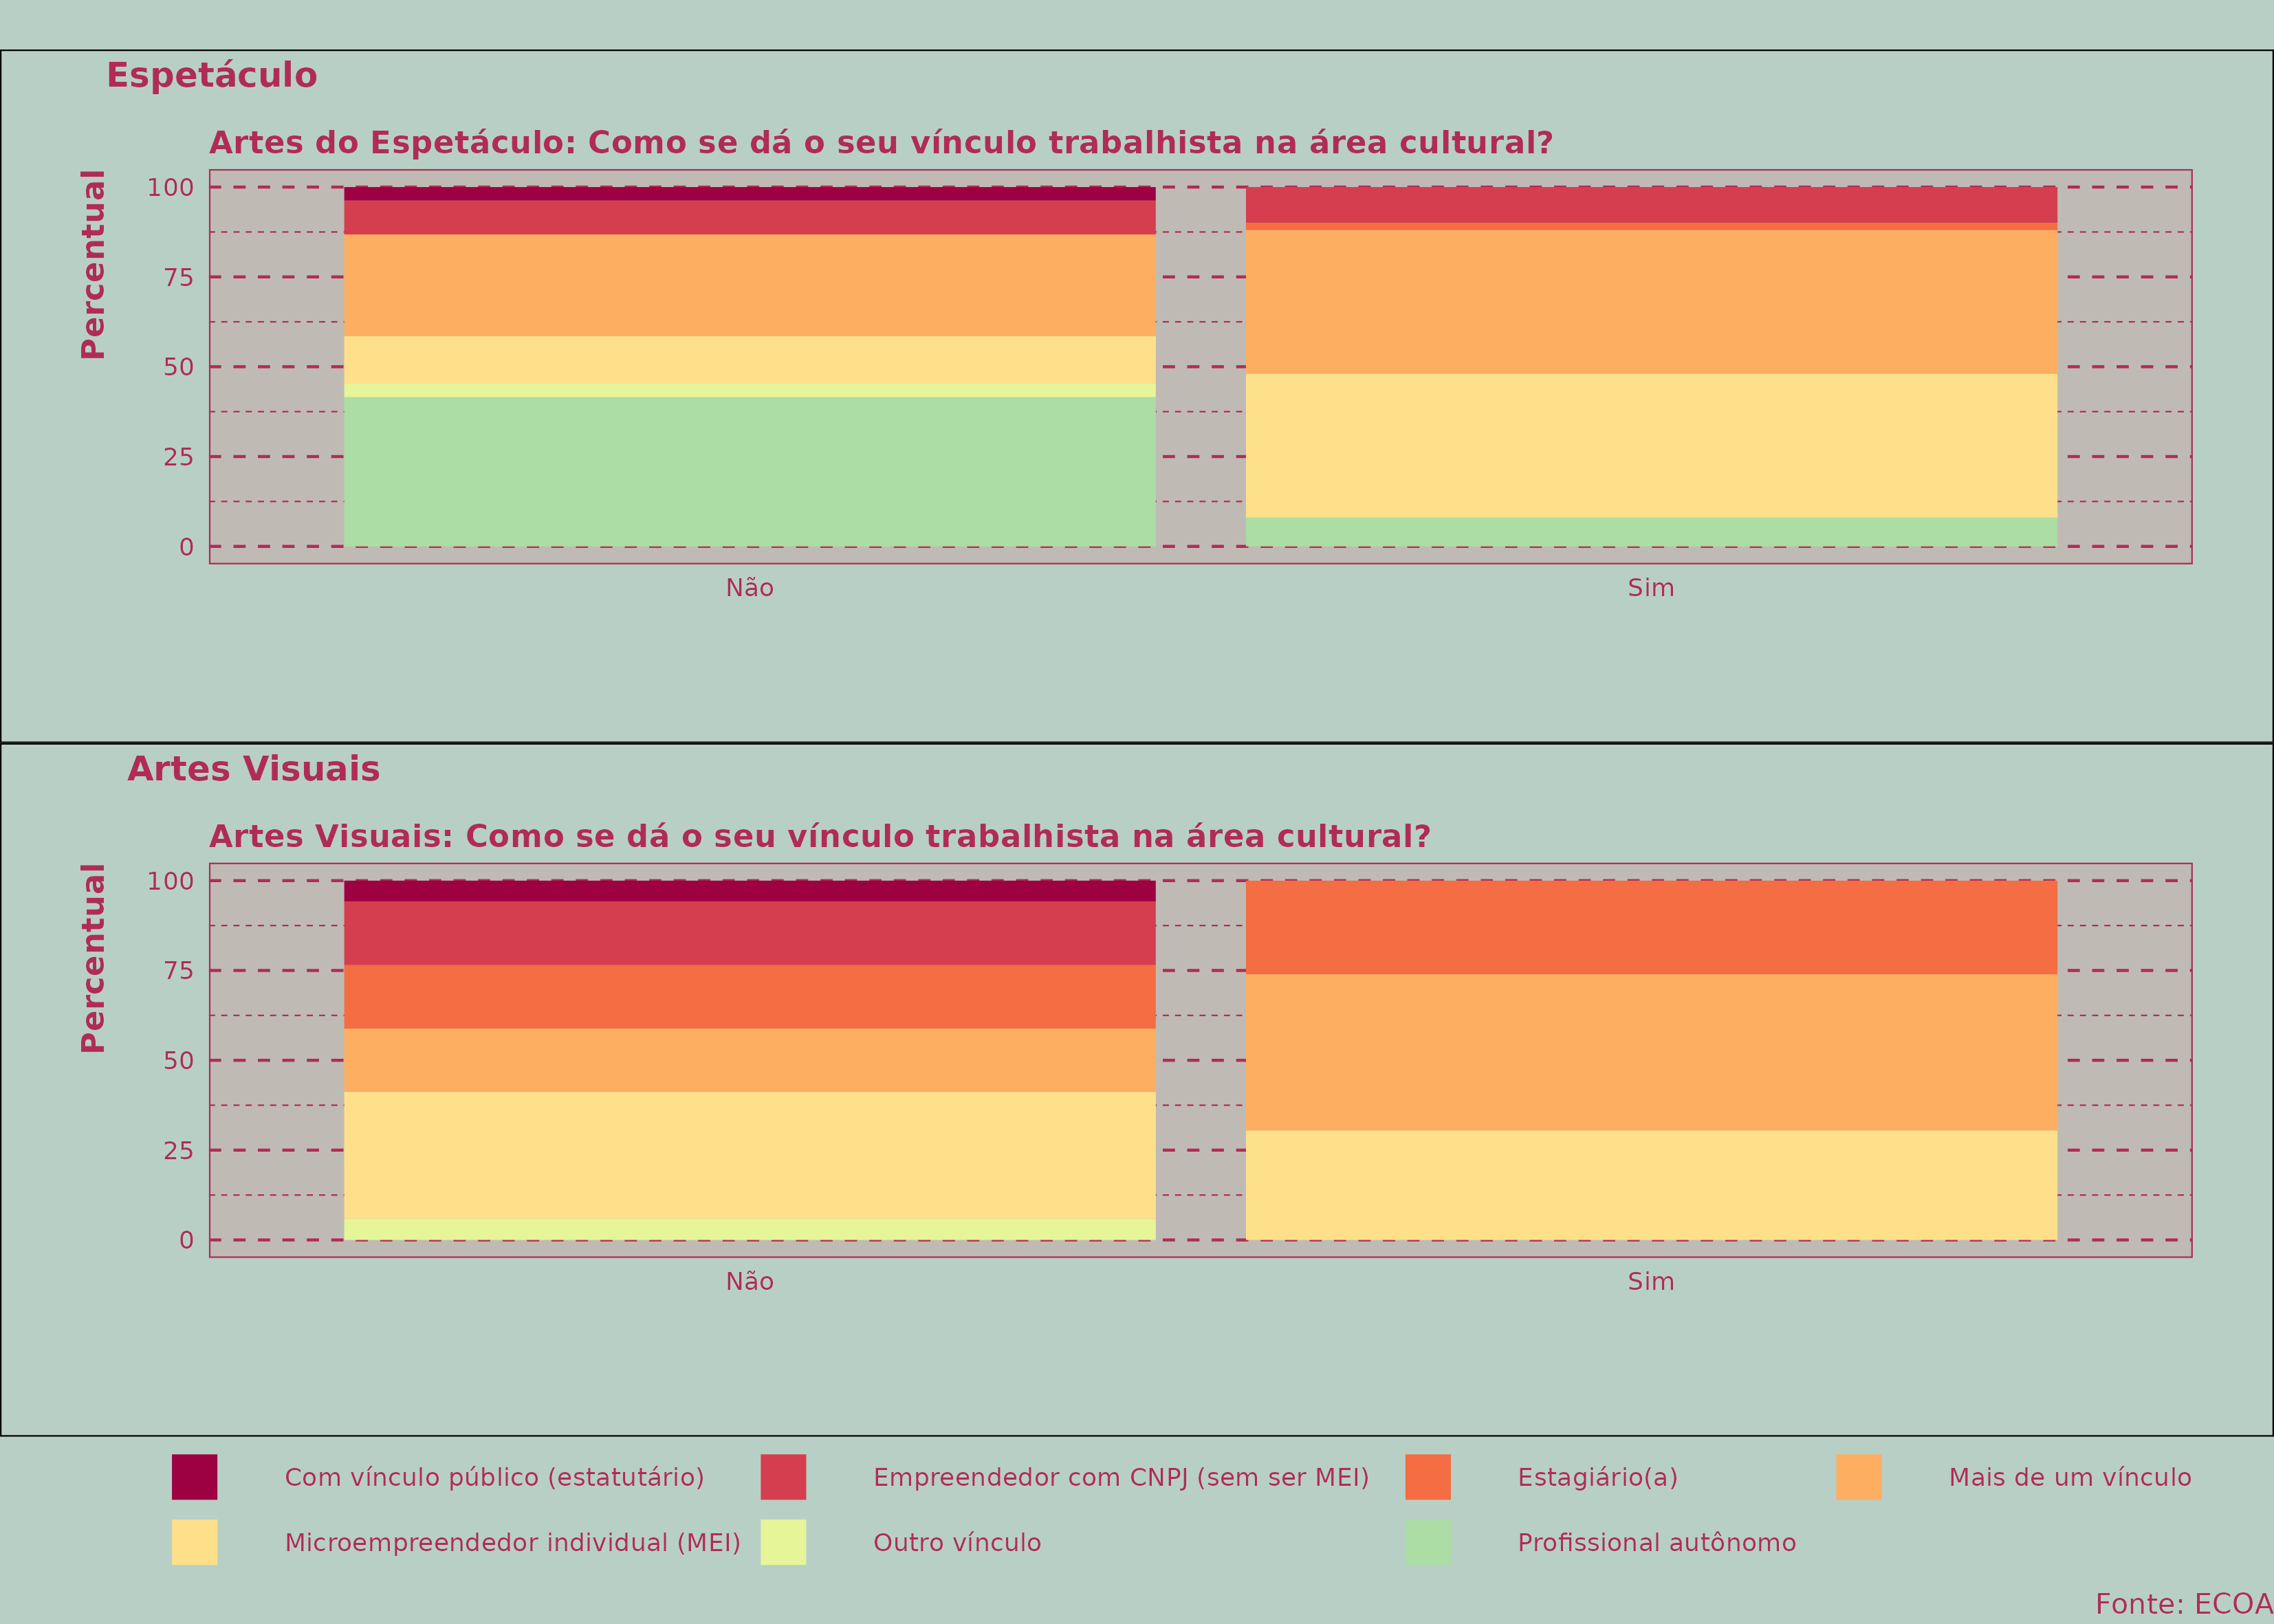 Espetáculo
Artes do Espetáculo: Como se dá o seu vínculo trabalhista na área cultural?
Percentual
100
75
50
25
0
Não Sim
Artes Visuais
Artes Visuais: Como se dá o seu vínculo trabalhista na área cultural?
Percentual
100
75
50
25
0
Não Sim
Com vínculo público (estatutário) Empreendedor com CNPJ (sem ser MEI) Estagiário(a) Mais de um vínculo
Microempreendedor individual (MEI) Outro vínculo Profissional autônomo
Fonte: ECOA